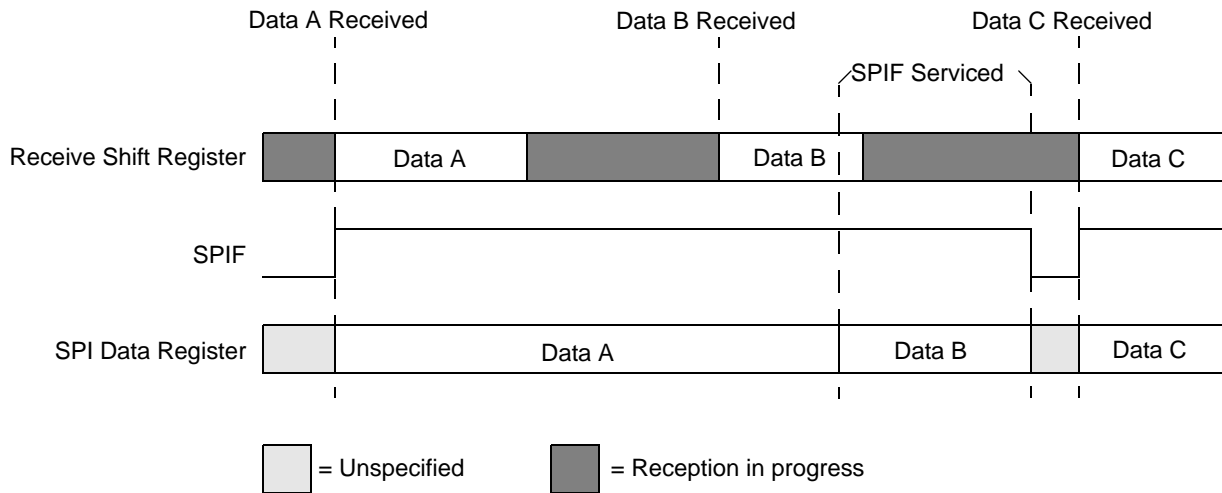 Data A Received
Data B Received
Data C Received
SPIF Serviced
Receive Shift Register
Data A
Data B
Data C
SPIF
SPI Data Register
Data A
Data B
Data C
= Unspecified
= Reception in progress